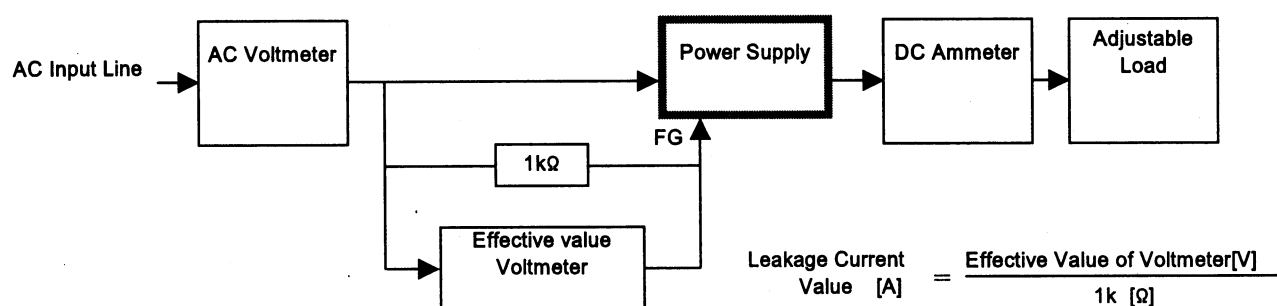 AC Input Line
AC Voltmeter
Power Supply
DC Ammeter
Adjustable
Load
FG
1kΩ
Effective value
Voltmeter
Leakage Current
Value [A]
=
Effective Value of Voltmeter[V]
1k [Ω]